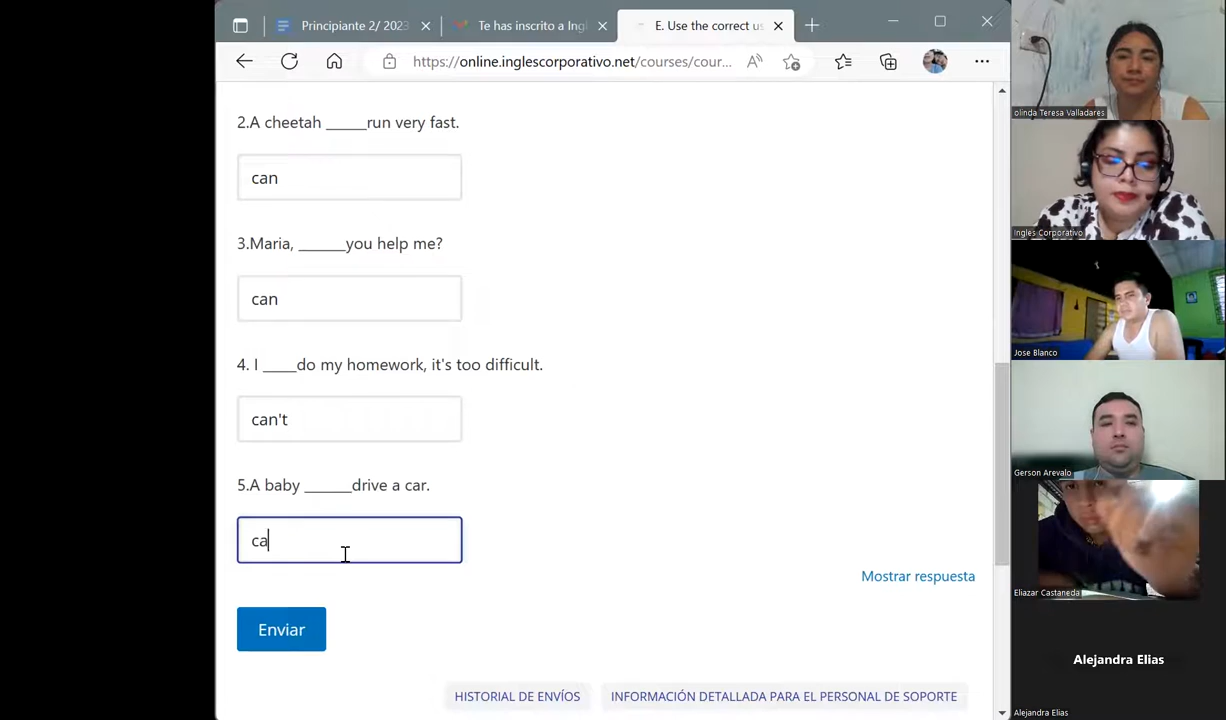 Principiante 2/ 2023
Te has inscrito a Ingl
E. Use the correct us
https://online.inglescorporativo.net/courses/cour...
2.A cheetah _____run very fast.
can
3.Maria, ______you help me?
can
4. I ____do my homework, it's too difficult.
can't
5.A baby ______drive a car.
ca
Mostrar respuesta
Enviar
HISTORIAL DE ENVÍOS
INFORMACIÓN DETALLADA PARA EL PERSONAL DE SOPORTE
olinda Teresa Valladares
Ingles Corporativo
Jose Blanco
Gerson Arevalo
Eliazar Castaneda
Alejandra Elias
Alejandra Elias